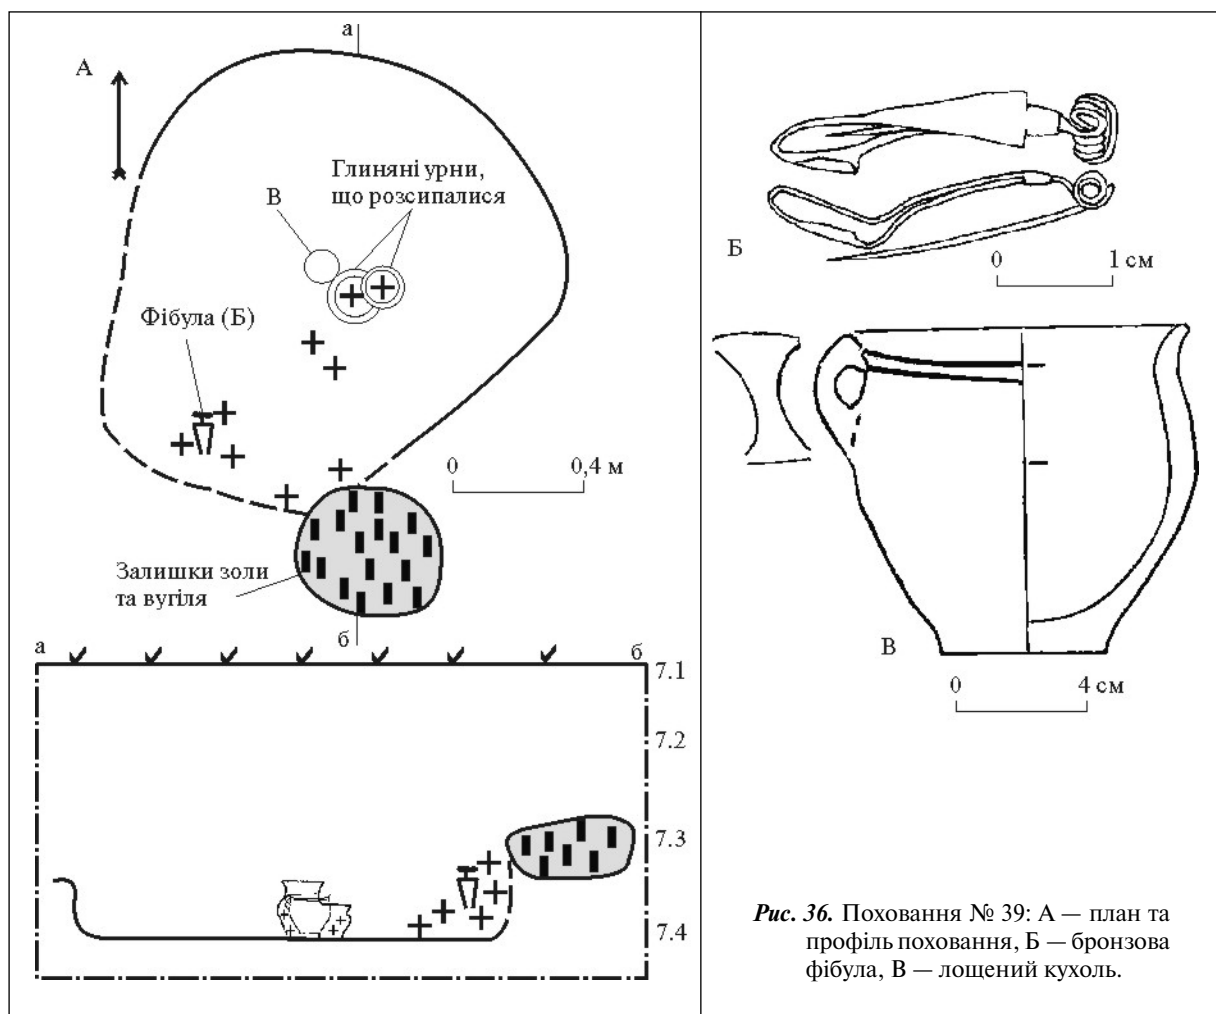 а
А
Глиняні урни,
що розсипалися
В
Фібула (Б)
0 0,4 м
Залишки золи
та вугіля
б
а б
7.1
7.2
7.3
7.4
Б
0 1 см
В
0 4 см
Рис. 36. Поховання № 39: А — план та
профіль поховання, Б — бронзова
фібула, В — лощений кухоль.